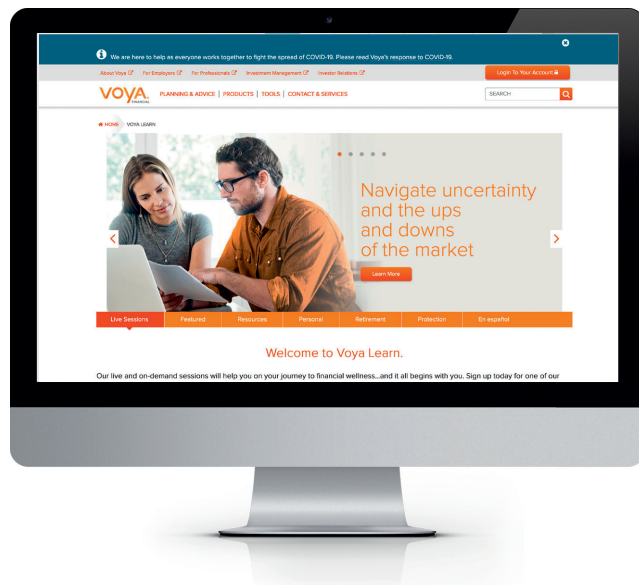 We are here to help as everyone works together to fight the spread of COVID-19. Please read Voya's response to COVID-19.
About Voya For Employers For Professionals Investment Management Investor Relations Login To Your Account
VOYA FINANCIAL
PLANNING & ADVICE | PRODUCTS | TOOLS | CONTACT & SERVICES SEARCH
HOME VOYA LEARN
Navigate uncertainty
and the ups
and downs
of the market
Learn More
Live Sessions Featured Resources Personal Retirement Protection En español
Welcome to Voya Learn.
Our live and on-demand sessions will help you on your journey to financial wellness...and it all begins with you. Sign up today for one of our